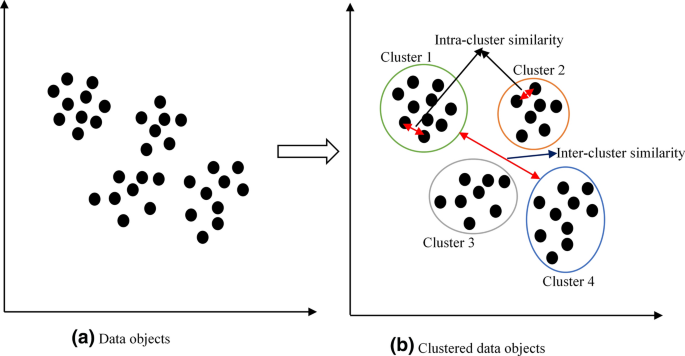 Intra-cluster similarity
Cluster 1
Cluster 2
Inter-cluster similarity
Cluster 3
Cluster 4
(a) Data objects
(b) Clustered data objects